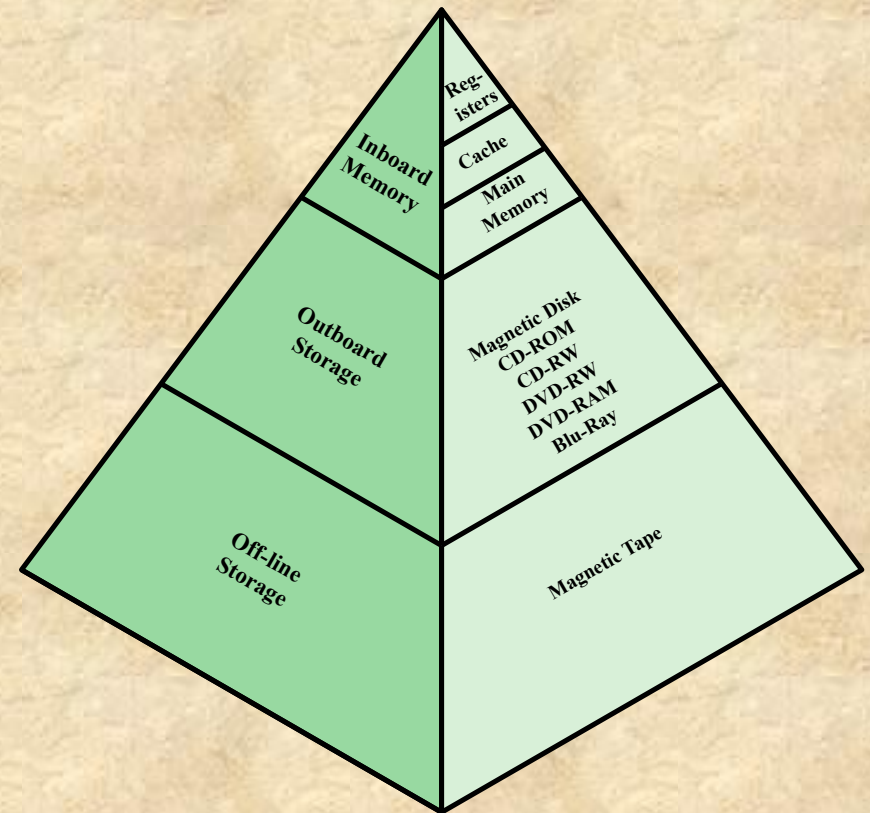 Reg-
isters
Cache
Main
Memory
Inboard
Memory
Magnetic Disk
CD-ROM
CD-RW
DVD-RW
DVD-RAM
Blu-Ray
Outboard
Storage
Magnetic Tape
Off-line
Storage